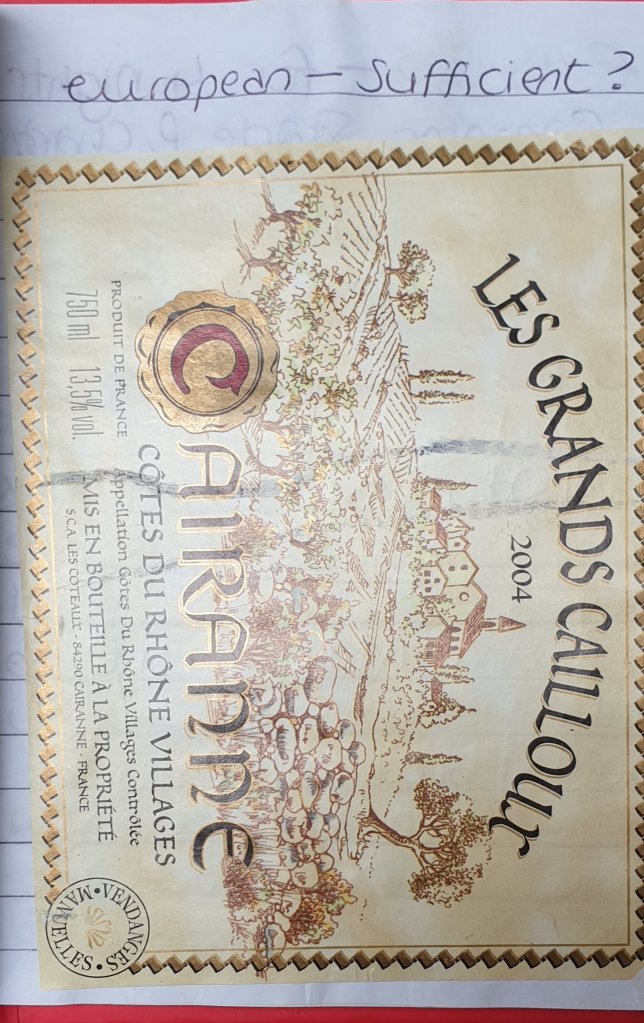 european – sufficient?
LES GRANDS CAILLOUX
2004
CAIRANNE
CÔTES DU RHÔNE VILLAGES
Appellation Côtes Du Rhône Villages Contrôlée
PRODUIT DE FRANCE
750 ml 13,5% vol.
MIS EN BOUTEILLE À LA PROPRIÉTÉ
S.C.A. LES COTEAUX - 84290 CAIRANNE - FRANCE
VENDANGES • MANUELLES •